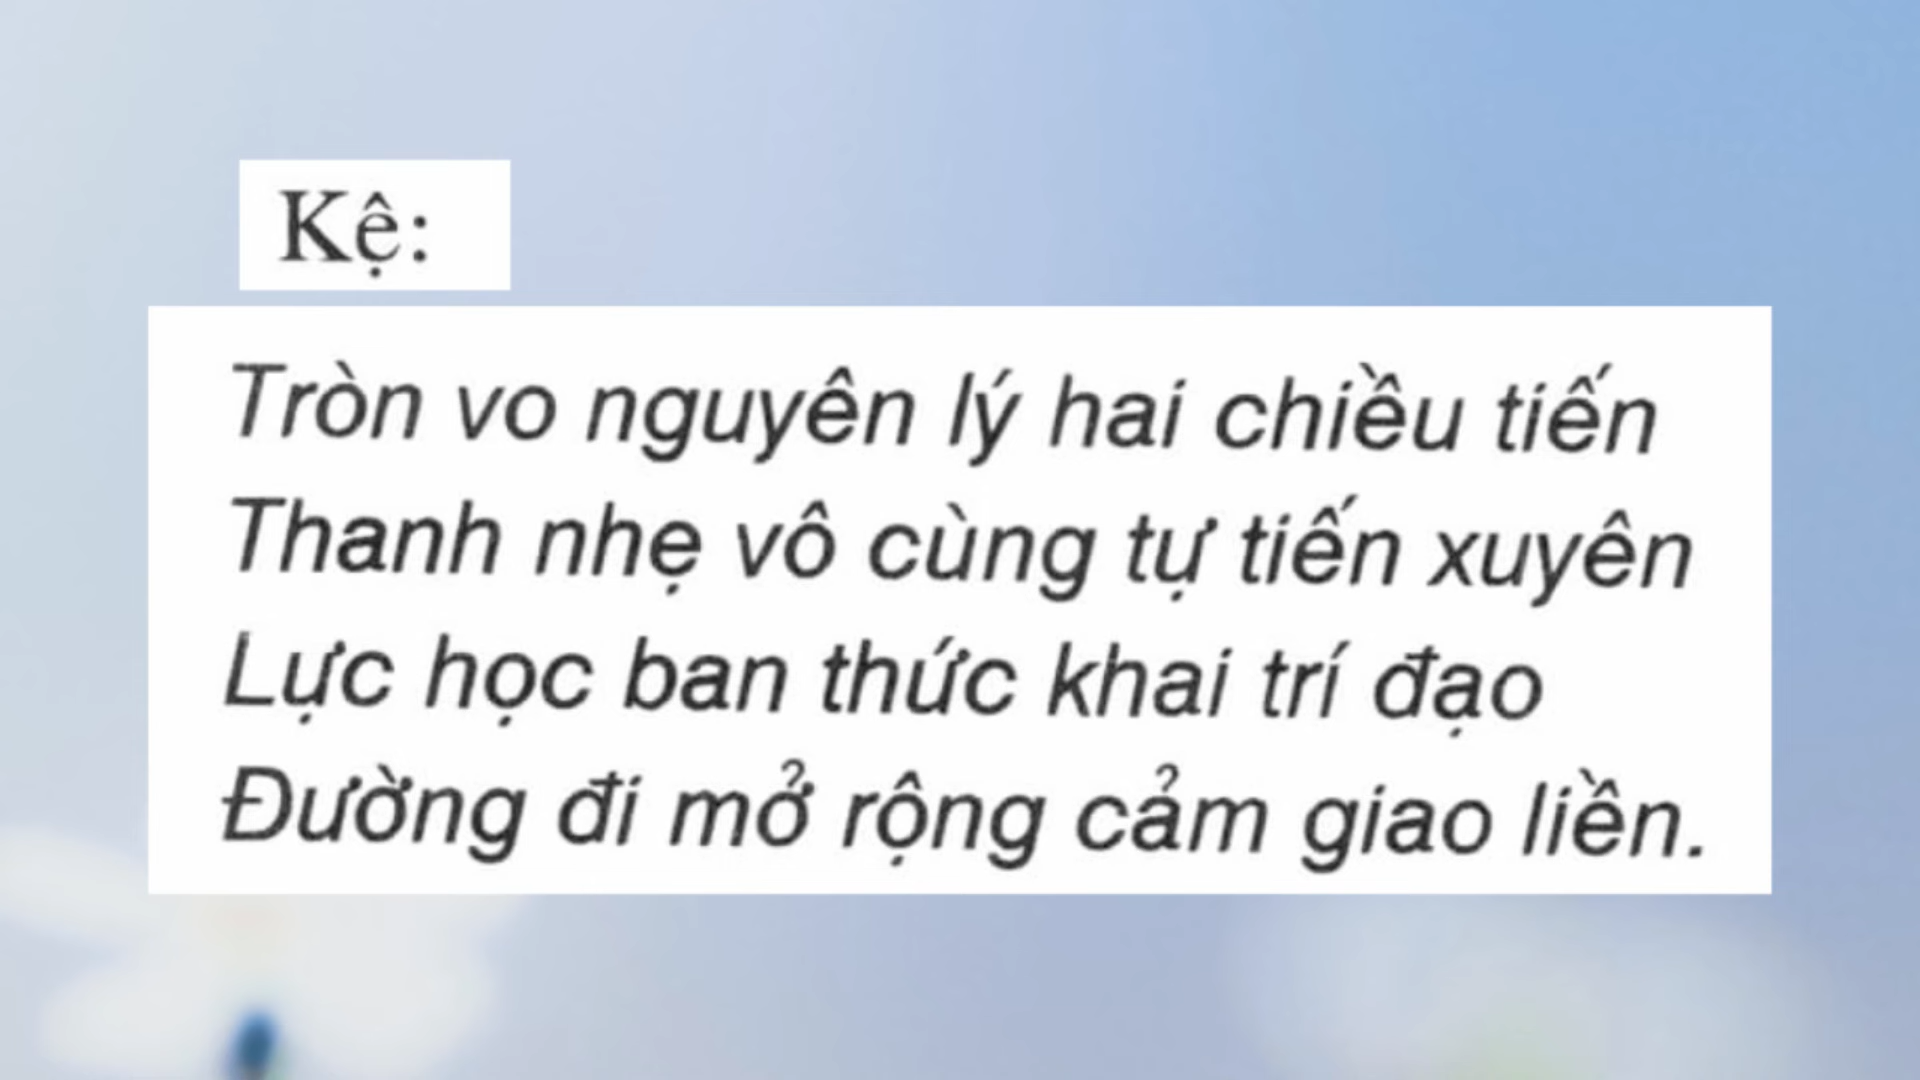 Kệ:
Tròn vo nguyên lý hai chiều tiến
Thanh nhẹ vô cùng tự tiến xuyên
Lực học ban thức khai trí đạo
Đường đi mở rộng cảm giao liền.